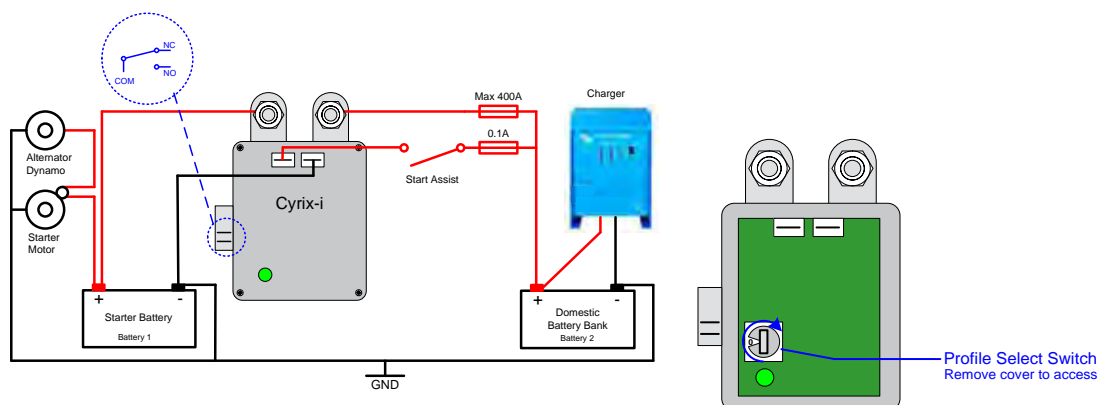 NC
COM
NO
Max 400A
Charger
0.1A
Alternator
Dynamo
Start Assist
Cyrix-i
Starter
Motor
+ -
Starter Battery
Battery 1
+ -
Domestic
Battery Bank
Battery 2
GND
0
Profile Select Switch
Remove cover to access